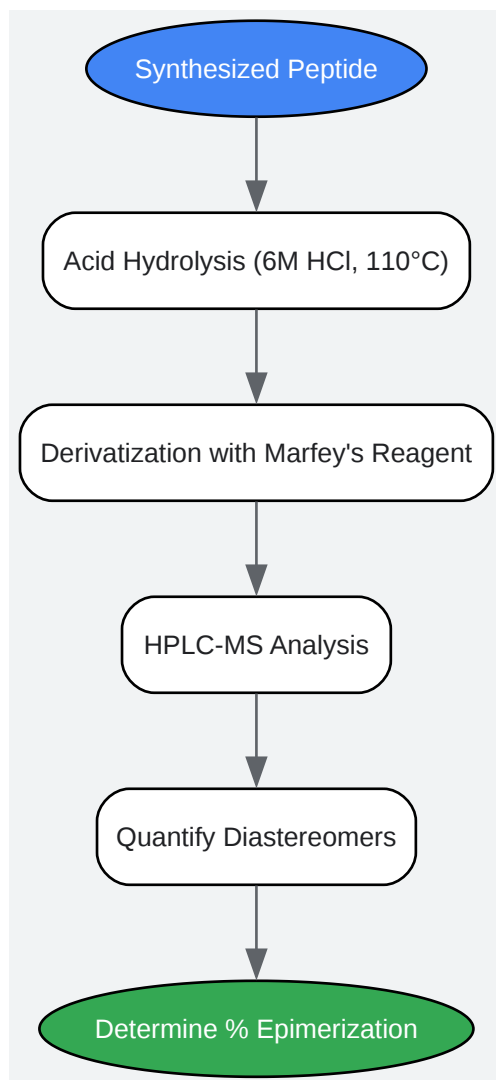 Synthesized Peptide
Acid Hydrolysis (6M HCl, 110°C)
Derivatization with Marfey's Reagent
HPLC-MS Analysis
Quantify Diastereomers
Determine % Epimerization